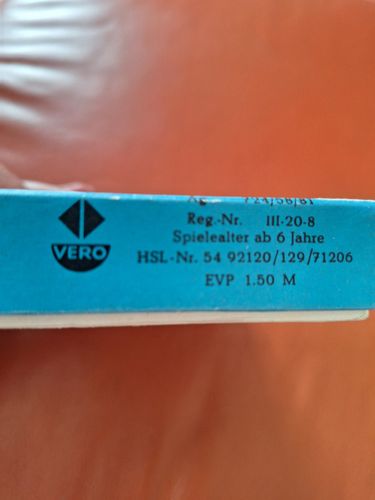 Reg.-Nr. III-20-8
Spielealter ab 6 Jahre
HSL-Nr. 54 92120/129/71206
EVP 1.50 M
VERO